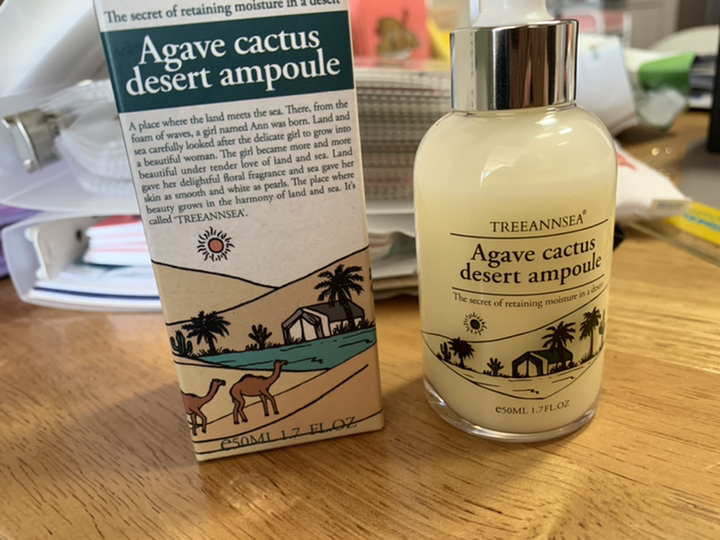 The secret of retaining moisture in a desert
Agave cactus
desert ampoule
A place where the land meets the sea. There, from the
foam of waves, a girl named Ann was born. Land and
sea carefully looked after the delicate girl to grow into
a beautiful woman. The girl became more and more
beautiful under tender love of land and sea. Land
gave her delightful floral fragrance and sea gave her
skin as smooth and white as pearls. The place where
beauty grows in the harmony of land and sea. It's
called 'TREEANNSEA'.
e50ML 1.7 FL.OZ
TREEANNSEA®
Agave cactus
desert ampoule
The secret of retaining moisture in a desert
e50ML 1.7 FL.OZ